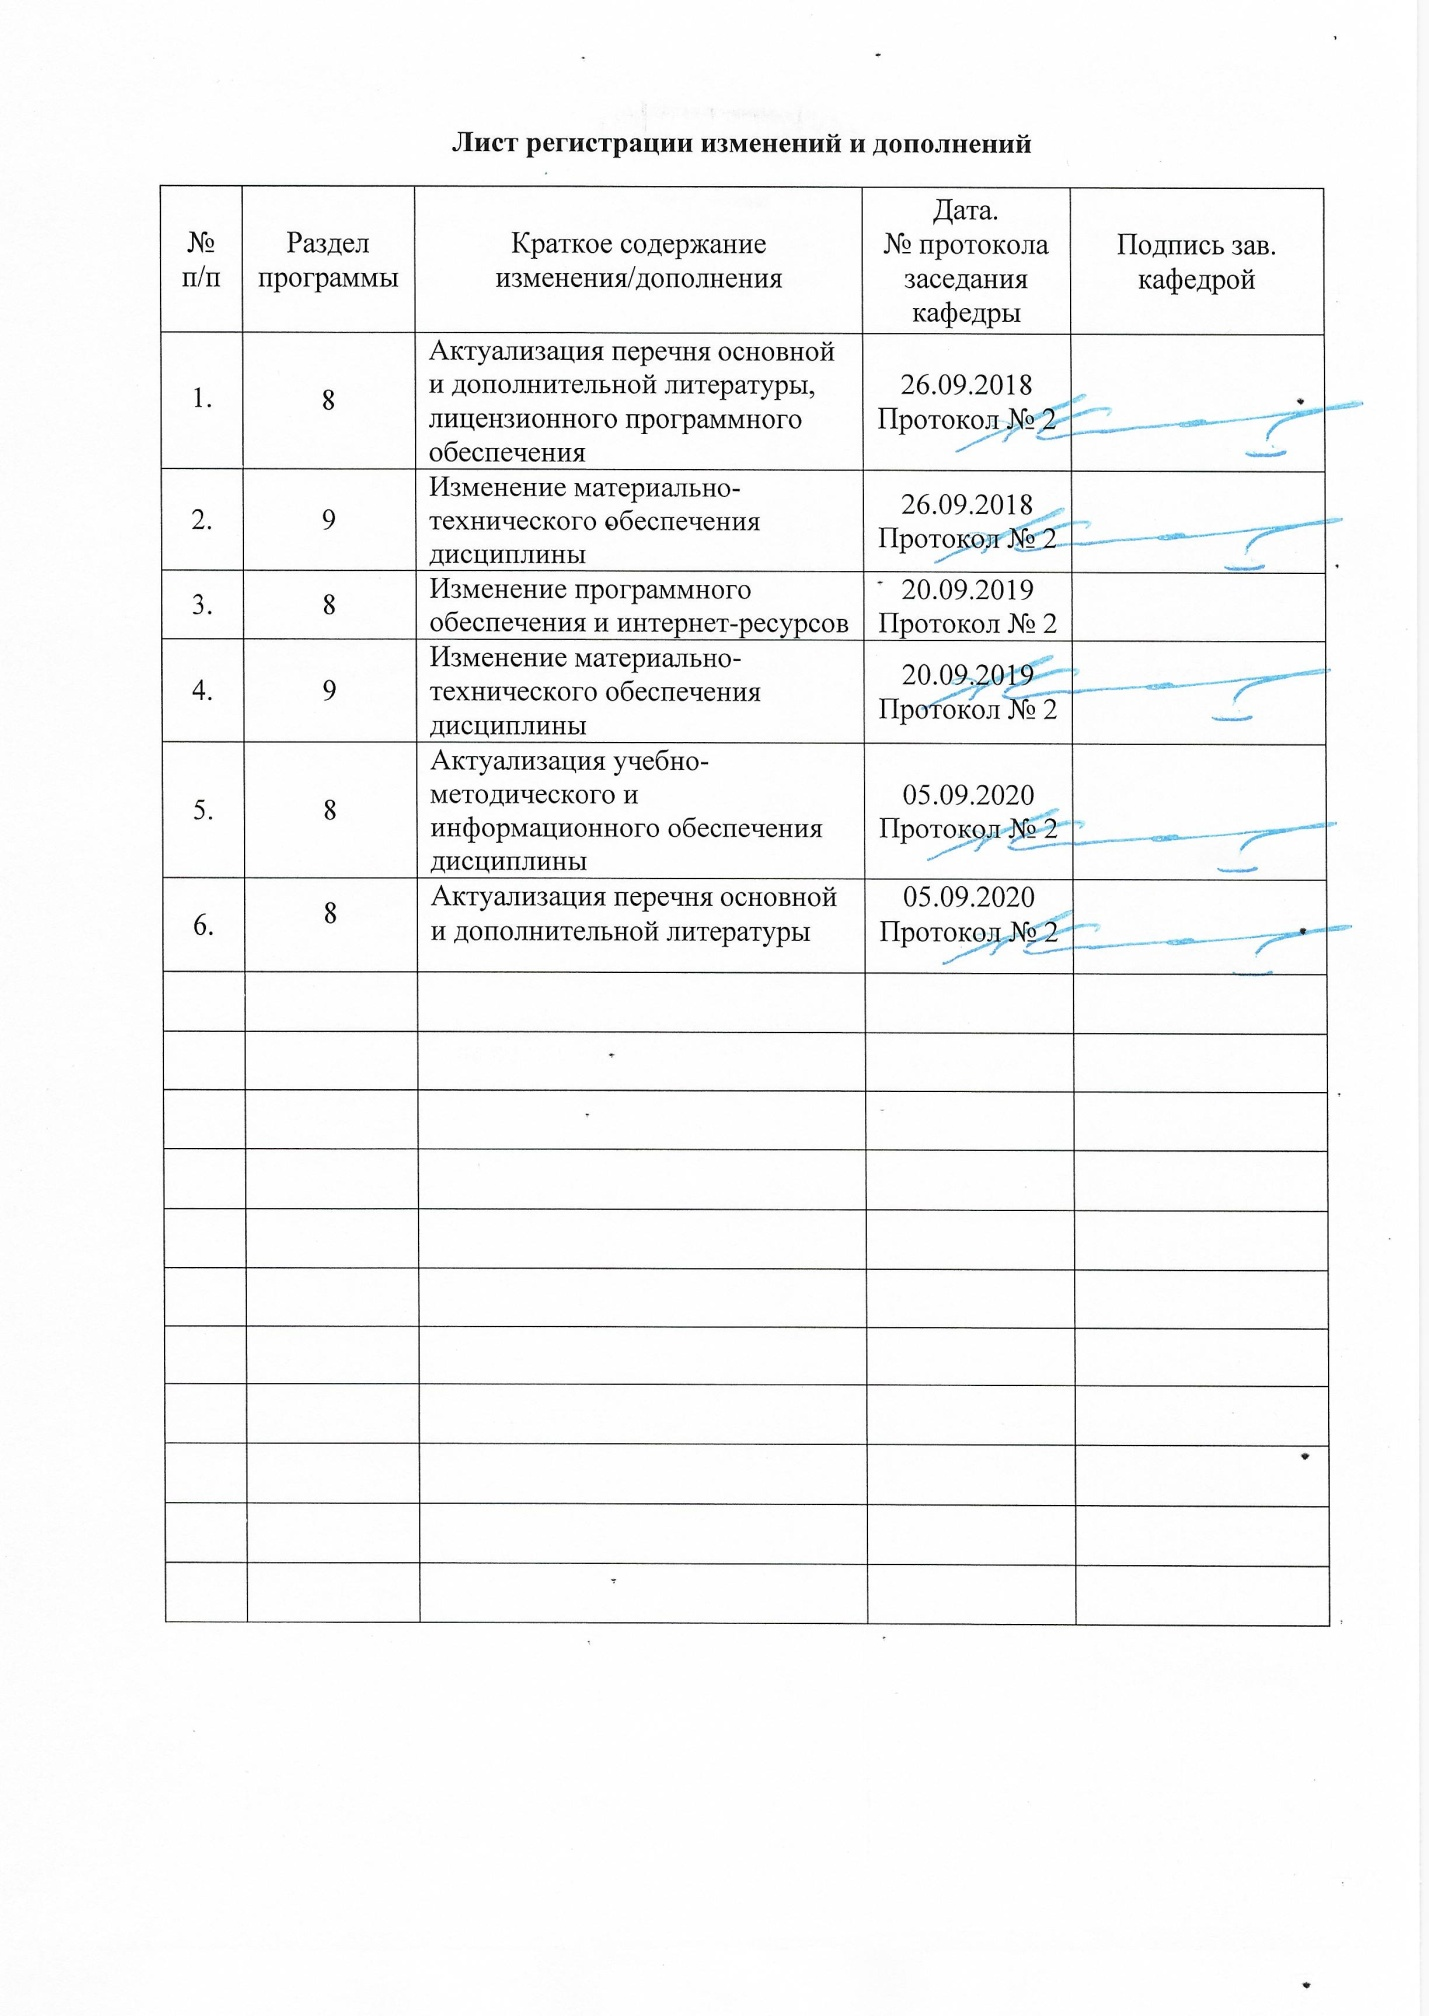 Лист регистрации изменений и дополнений
№
п/п
Раздел
программы
Краткое содержание
изменения/дополнения
Дата.
№ протокола
заседания
кафедры
Подпись зав.
кафедрой
1.
8
Актуализация перечня основной
и дополнительной литературы,
лицензионного программного
обеспечения
26.09.2018
Протокол № 2
2.
9
Изменение материально-
технического обеспечения
дисциплины
26.09.2018
Протокол № 2
3.
8
Изменение программного
обеспечения и интернет-ресурсов
20.09.2019
Протокол № 2
4.
9
Изменение материально-
технического обеспечения
дисциплины
20.09.2019
Протокол № 2
5.
8
Актуализация учебно-
методического и
информационного обеспечения
дисциплины
05.09.2020
Протокол № 2
6.
8
Актуализация перечня основной
и дополнительной литературы
05.09.2020
Протокол № 2